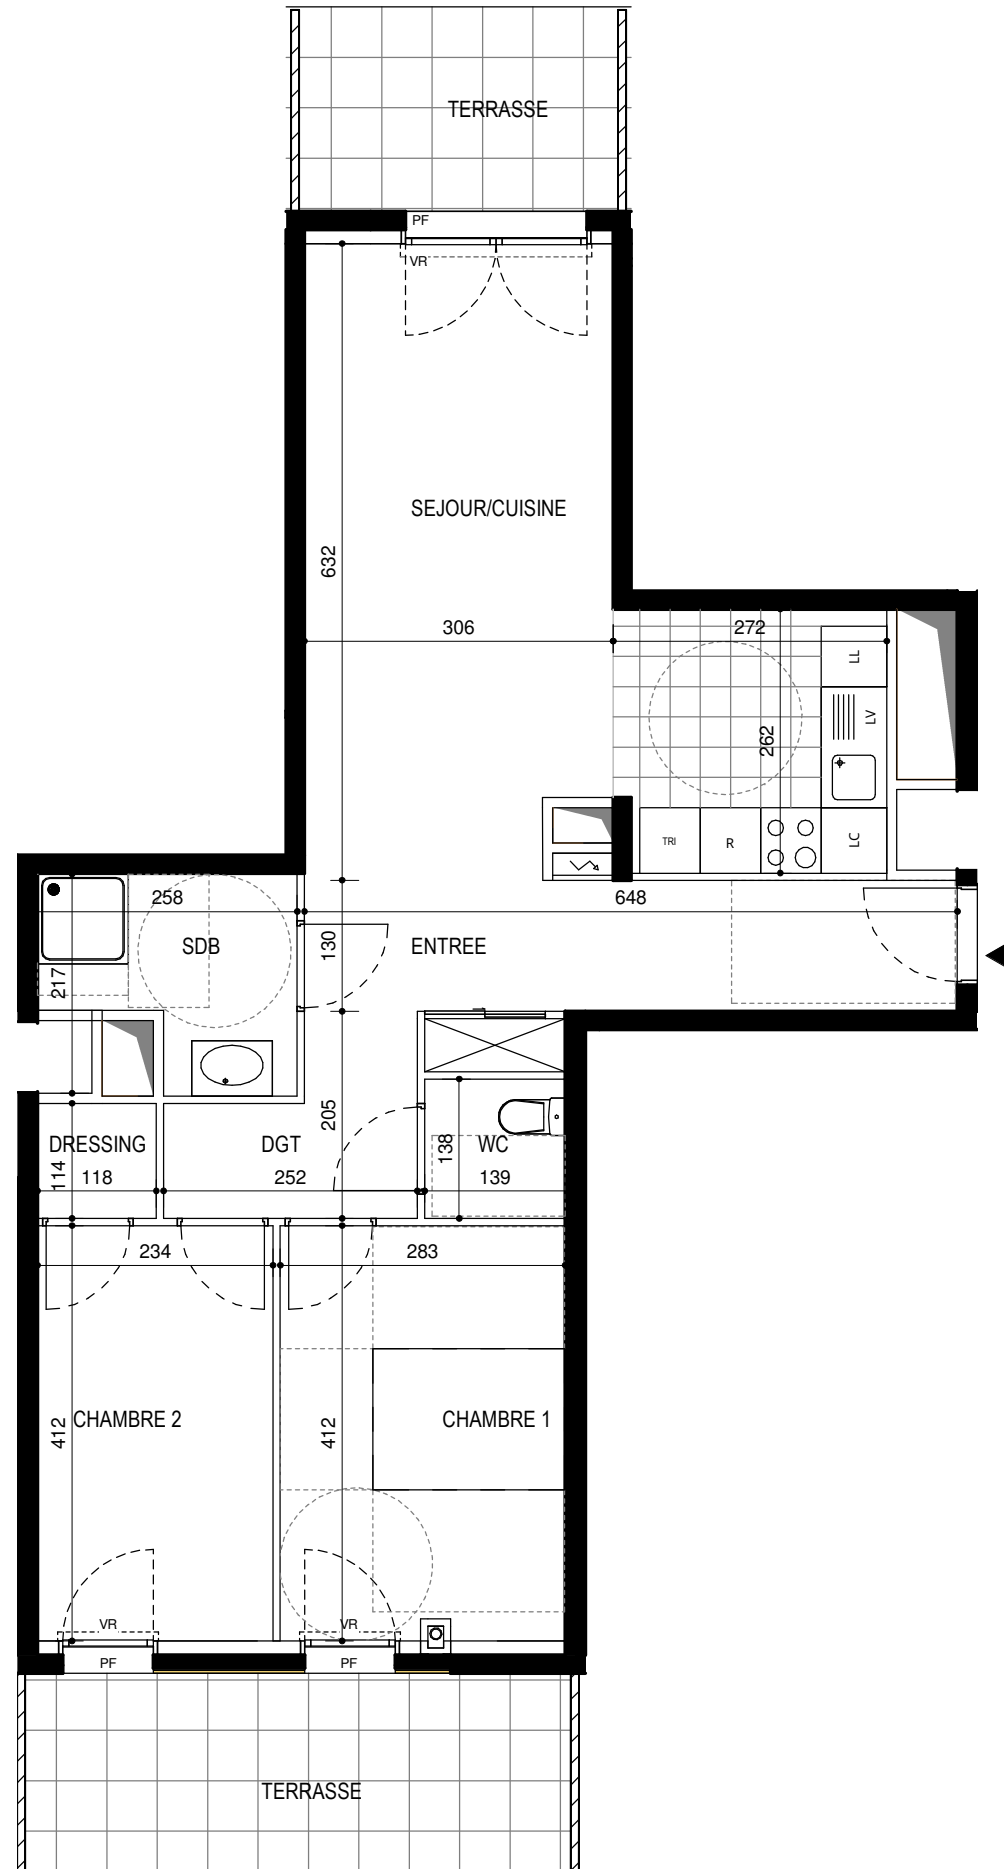 TERRASSE
PF
VR
SEJOUR/CUISINE
632
306
272
LL
LV
262
TRI
R
LC
258
648
SDB
130
ENTREE
217
205
DRESSING
DGT
138
WC
114
118
252
139
234
283
412
CHAMBRE 2
412
CHAMBRE 1
VR
VR
PF
PF
TERRASSE